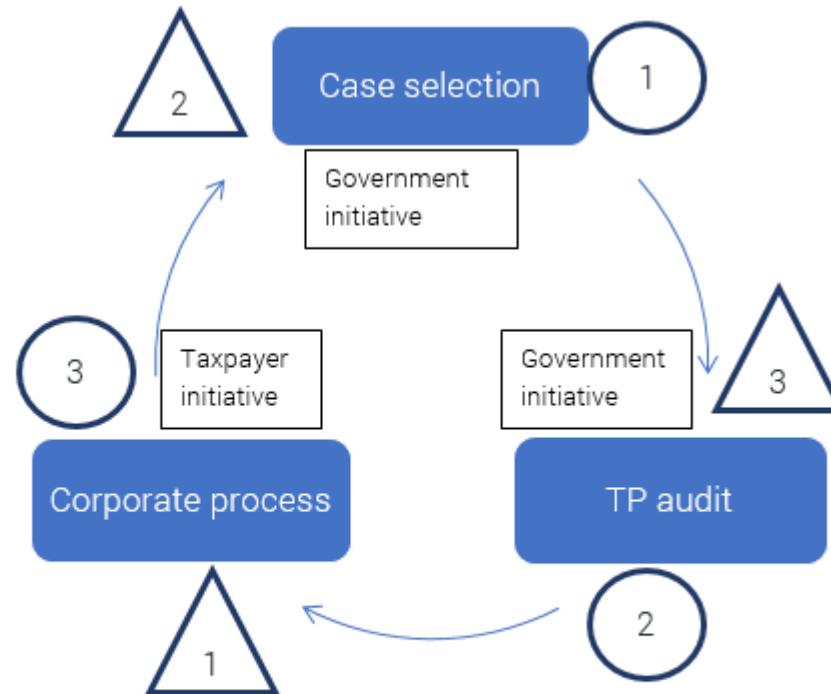 2
Case selection
1
Government
initiative
3
Taxpayer
initiative
Government
initiative
3
Corporate process
TP audit
1
2